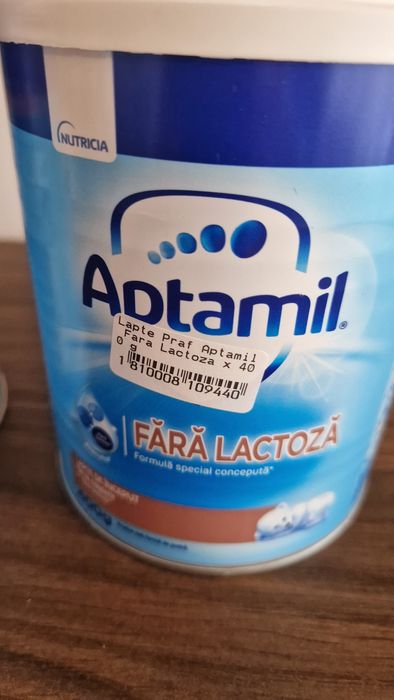 NUTRICIA
Aptamil
Lapte Praf Aptamil
Fara Lactoza x 40
0 g
1 810008 109440
FĂRĂ LACTOZĂ
Formulă special concepută*